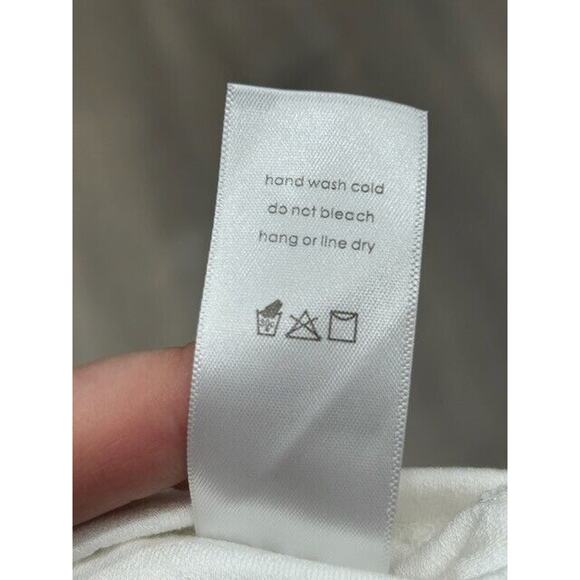 hand wash cold
do not bleach
hang or line dry